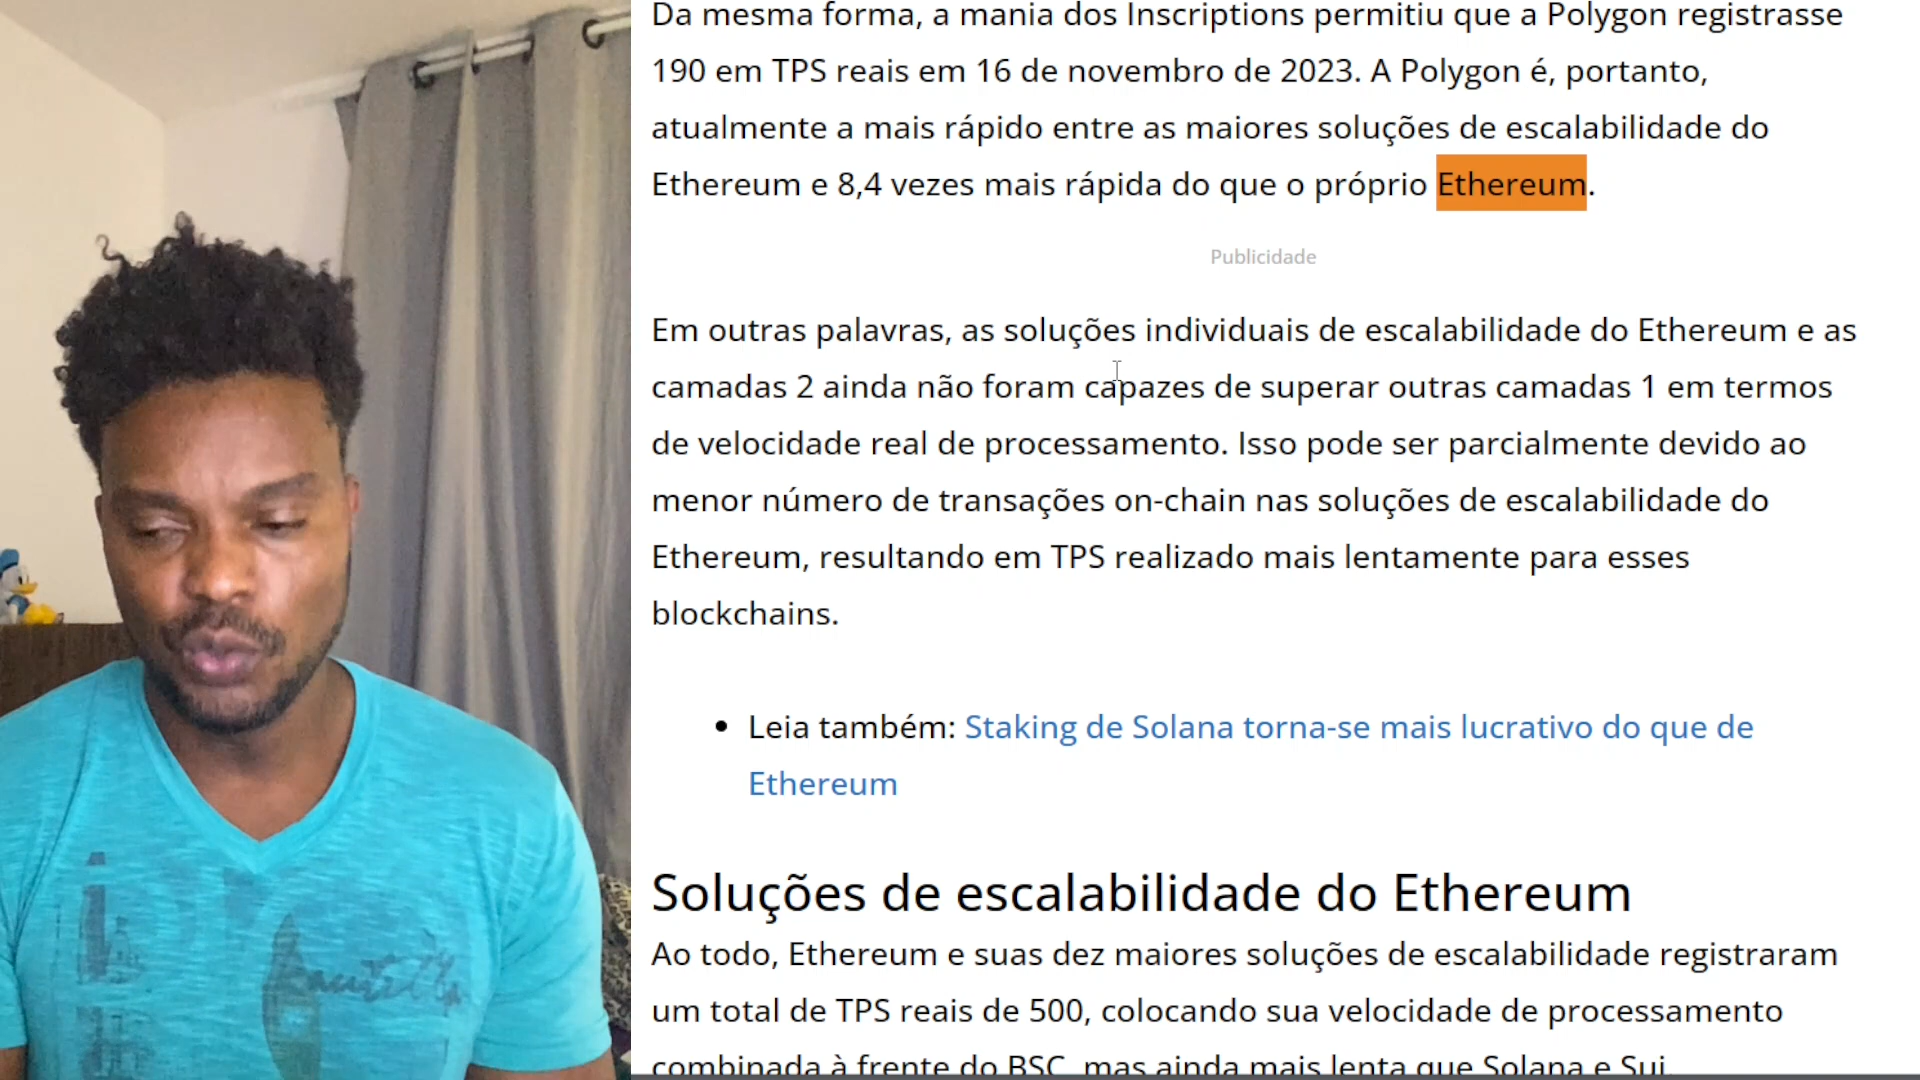 Da mesma forma, a mania dos Inscriptions permitiu que a Polygon registrasse
190 em TPS reais em 16 de novembro de 2023. A Polygon é, portanto,
atualmente a mais rápido entre as maiores soluções de escalabilidade do
Ethereum e 8,4 vezes mais rápida do que o próprio Ethereum.
Publicidade
Em outras palavras, as soluções individuais de escalabilidade do Ethereum e as
camadas 2 ainda não foram capazes de superar outras camadas 1 em termos
de velocidade real de processamento. Isso pode ser parcialmente devido ao
menor número de transações on-chain nas soluções de escalabilidade do
Ethereum, resultando em TPS realizado mais lentamente para esses
blockchains.
• Leia também: Staking de Solana torna-se mais lucrativo do que de
Ethereum
Soluções de escalabilidade do Ethereum
Ao todo, Ethereum e suas dez maiores soluções de escalabilidade registraram
um total de TPS reais de 500, colocando sua velocidade de processamento
combinada à frente do BSC, mas ainda mais lenta que Solana e Sui.